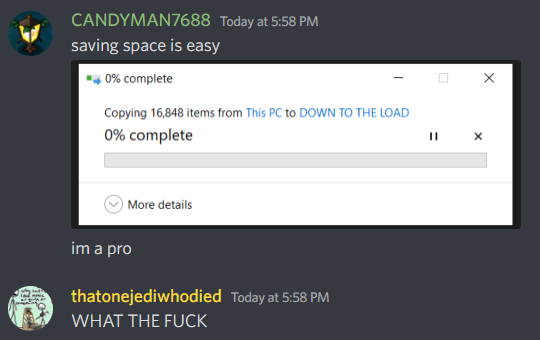 CANDYMAN7688 Today at 5:58 PM
saving space is easy
0% complete
Copying 16,848 items from This PC to DOWN TO THE LOAD
0% complete
More details
im a pro
thatonejediwhodied Today at 5:58 PM
WHAT THE FUCK